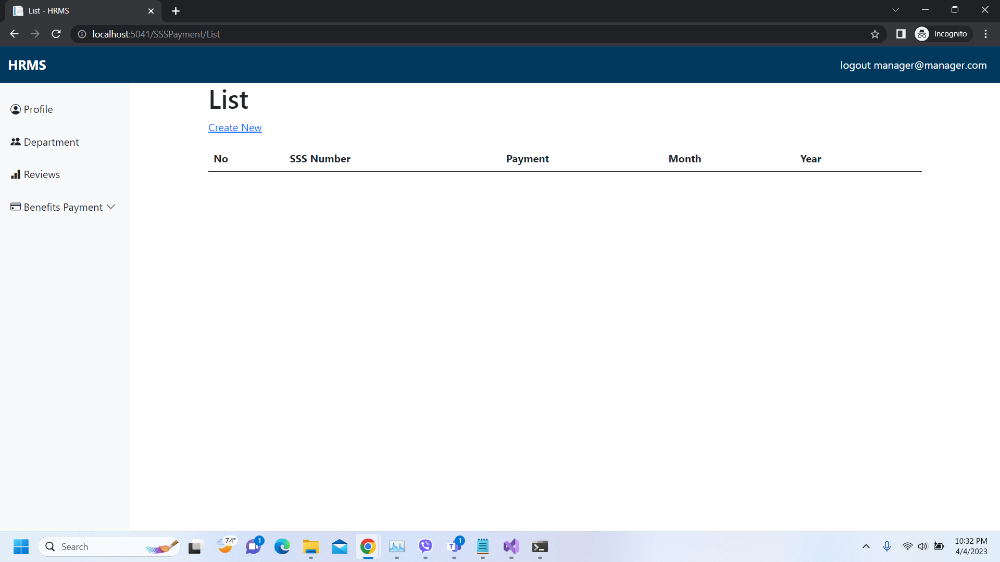 List - HRMS
localhost:5041/SSSPayment/List
Incognito
HRMS
logout manager@manager.com
Profile
Department
Reviews
Benefits Payment
List
Create New
No SSS Number Payment Month Year
Search
74°
1
1
10:32 PM
4/4/2023